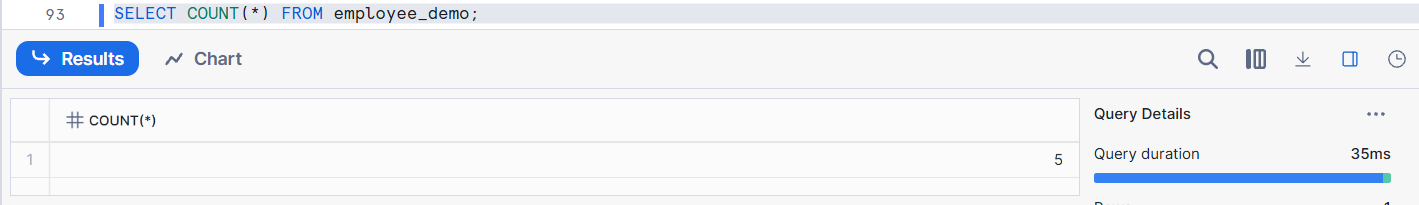 93 SELECT COUNT(*) FROM employee_demo;
Results Chart
COUNT(*)
1 5
Query Details
Query duration 35ms